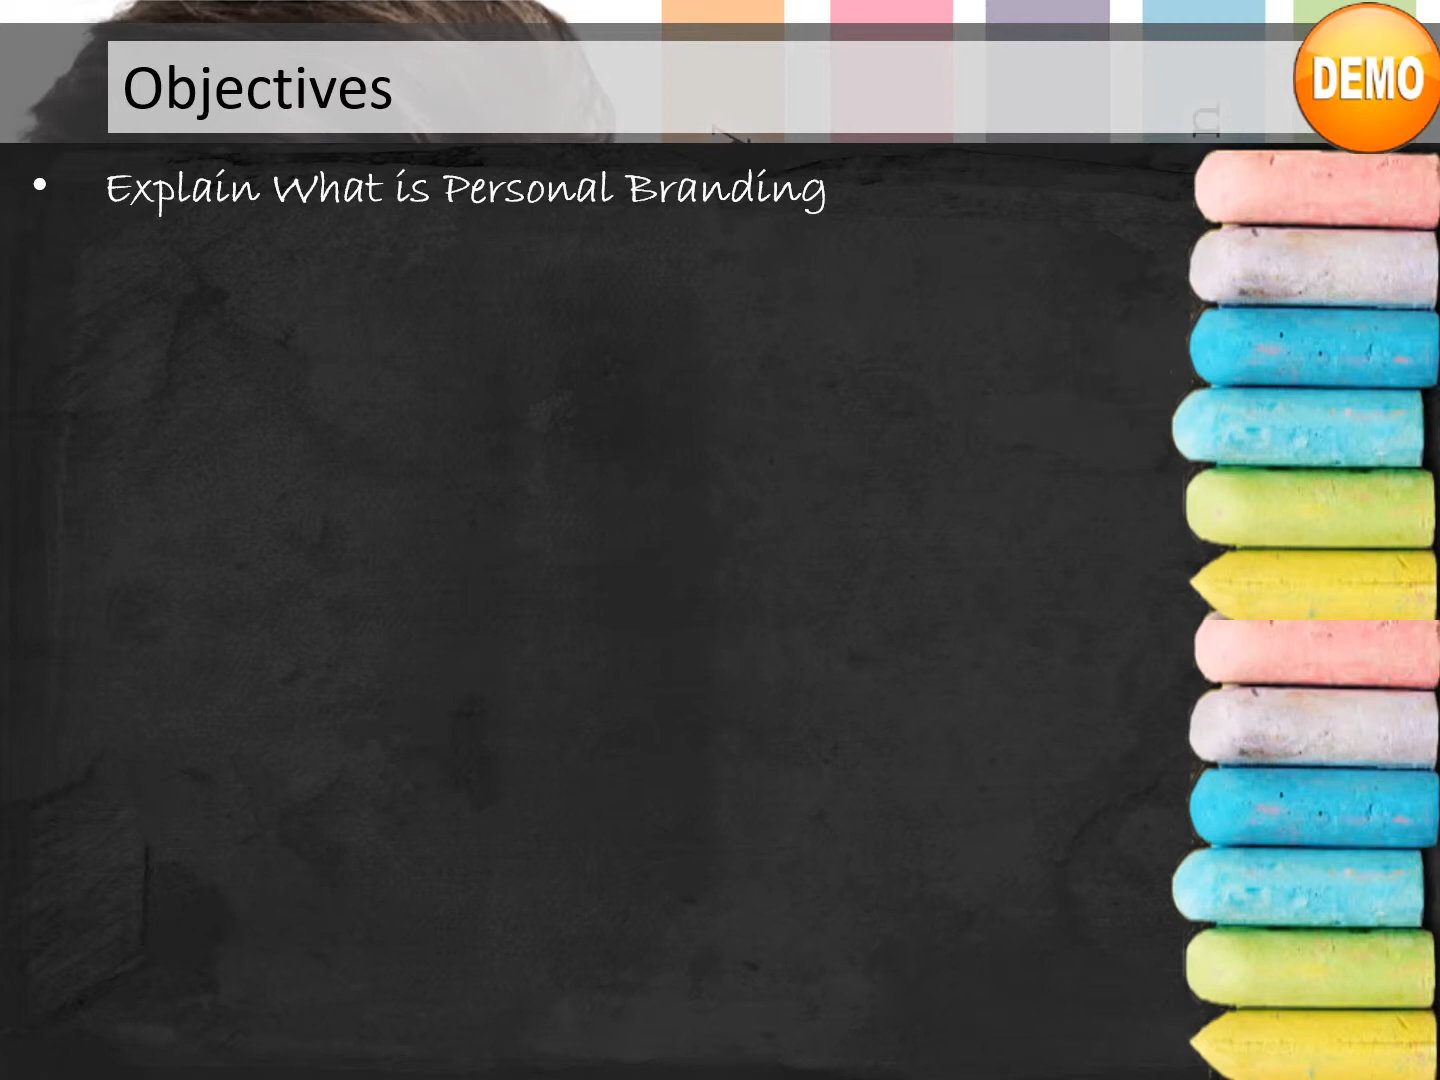 Objectives
DEMO
• Explain What is Personal Branding